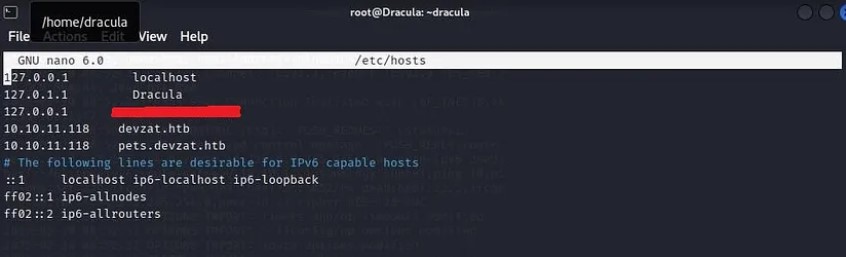 root@Dracula: ~dracula
/home/dracula
File Actions Edit View Help
GNU nano 6.0 /etc/hosts
127.0.0.1 localhost
127.0.1.1 Dracula
127.0.0.1
10.10.11.118 devzat.htb
10.10.11.118 pets.devzat.htb
# The following lines are desirable for IPv6 capable hosts
::1 localhost ip6-localhost ip6-loopback
ff02::1 ip6-allnodes
ff02::2 ip6-allrouters